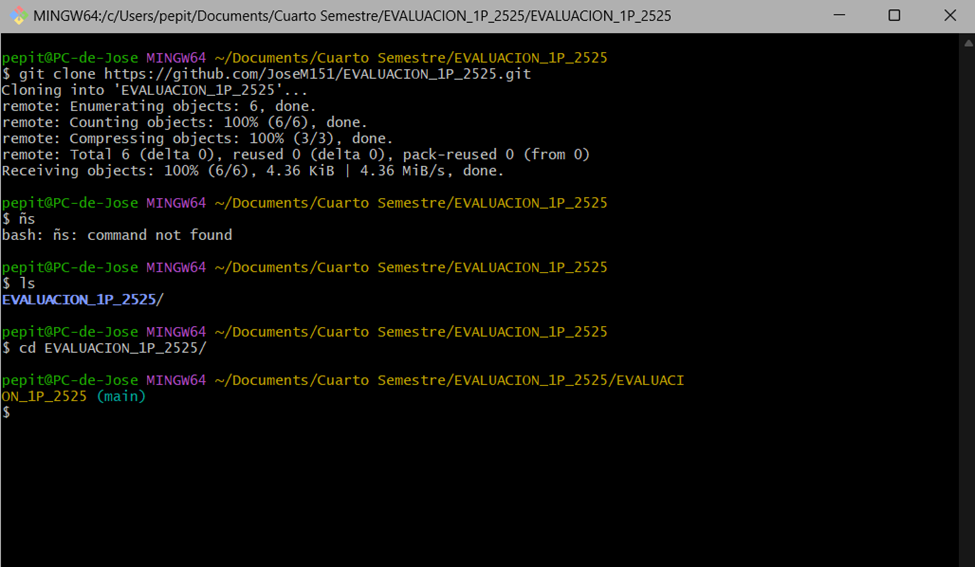 MINGW64:/c/Users/pepit/Documents/Cuarto Semestre/EVALUACION_1P_2525/EVALUACION_1P_2525
pepit@PC-de-Jose MINGW64 ~/Documents/Cuarto Semestre/EVALUACION_1P_2525
$ git clone https://github.com/JoseM151/EVALUACION_1P_2525.git
Cloning into 'EVALUACION_1P_2525'...
remote: Enumerating objects: 6, done.
remote: Counting objects: 100% (6/6), done.
remote: Compressing objects: 100% (3/3), done.
remote: Total 6 (delta 0), reused 0 (delta 0), pack-reused 0 (from 0)
Receiving objects: 100% (6/6), 4.36 KiB | 4.36 MiB/s, done.
pepit@PC-de-Jose MINGW64 ~/Documents/Cuarto Semestre/EVALUACION_1P_2525
$ ñs
bash: ñs: command not found
pepit@PC-de-Jose MINGW64 ~/Documents/Cuarto Semestre/EVALUACION_1P_2525
$ ls
EVALUACION_1P_2525/
pepit@PC-de-Jose MINGW64 ~/Documents/Cuarto Semestre/EVALUACION_1P_2525
$ cd EVALUACION_1P_2525/
pepit@PC-de-Jose MINGW64 ~/Documents/Cuarto Semestre/EVALUACION_1P_2525/EVALUACI
ON_1P_2525 (main)
$